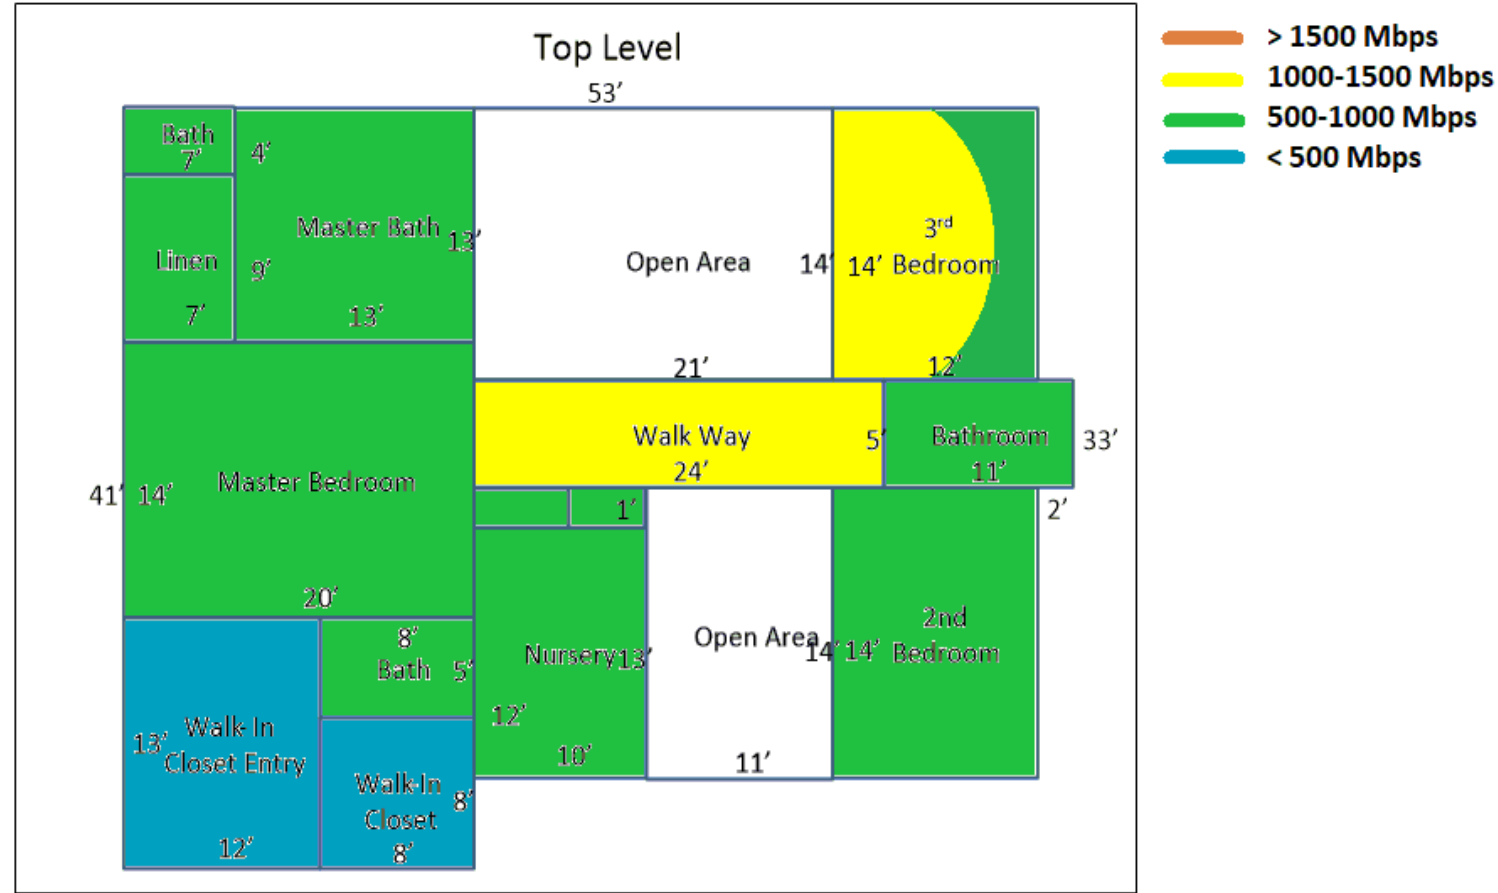 Top Level
53′
> 1500 Mbps
1000-1500 Mbps
500-1000 Mbps
< 500 Mbps
Bath
7′
4′
Master Bath
13′
13′
Linen
9′
7′
Open Area
14′
21′
3rd
14′ Bedroom
12′
Walk Way
5′
24′
Bathroom
11′
33′
41′
14′
Master Bedroom
20′
1′
2′
8′
Bath
5′
Nursery
13′
12′
10′
Open Area
14′
11′
2nd
14′ Bedroom
Walk-In
13′
Closet Entry
12′
Walk-In
8′
Closet
8′